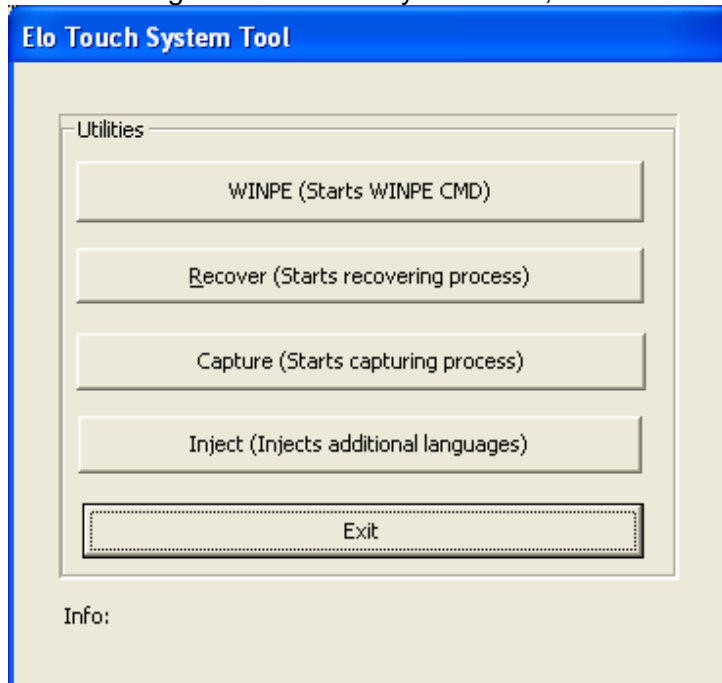 Elo Touch System Tool
Utilities
WINPE (Starts WINPE CMD)
Recover (Starts recovering process)
Capture (Starts capturing process)
Inject (Injects additional languages)
Exit
Info: